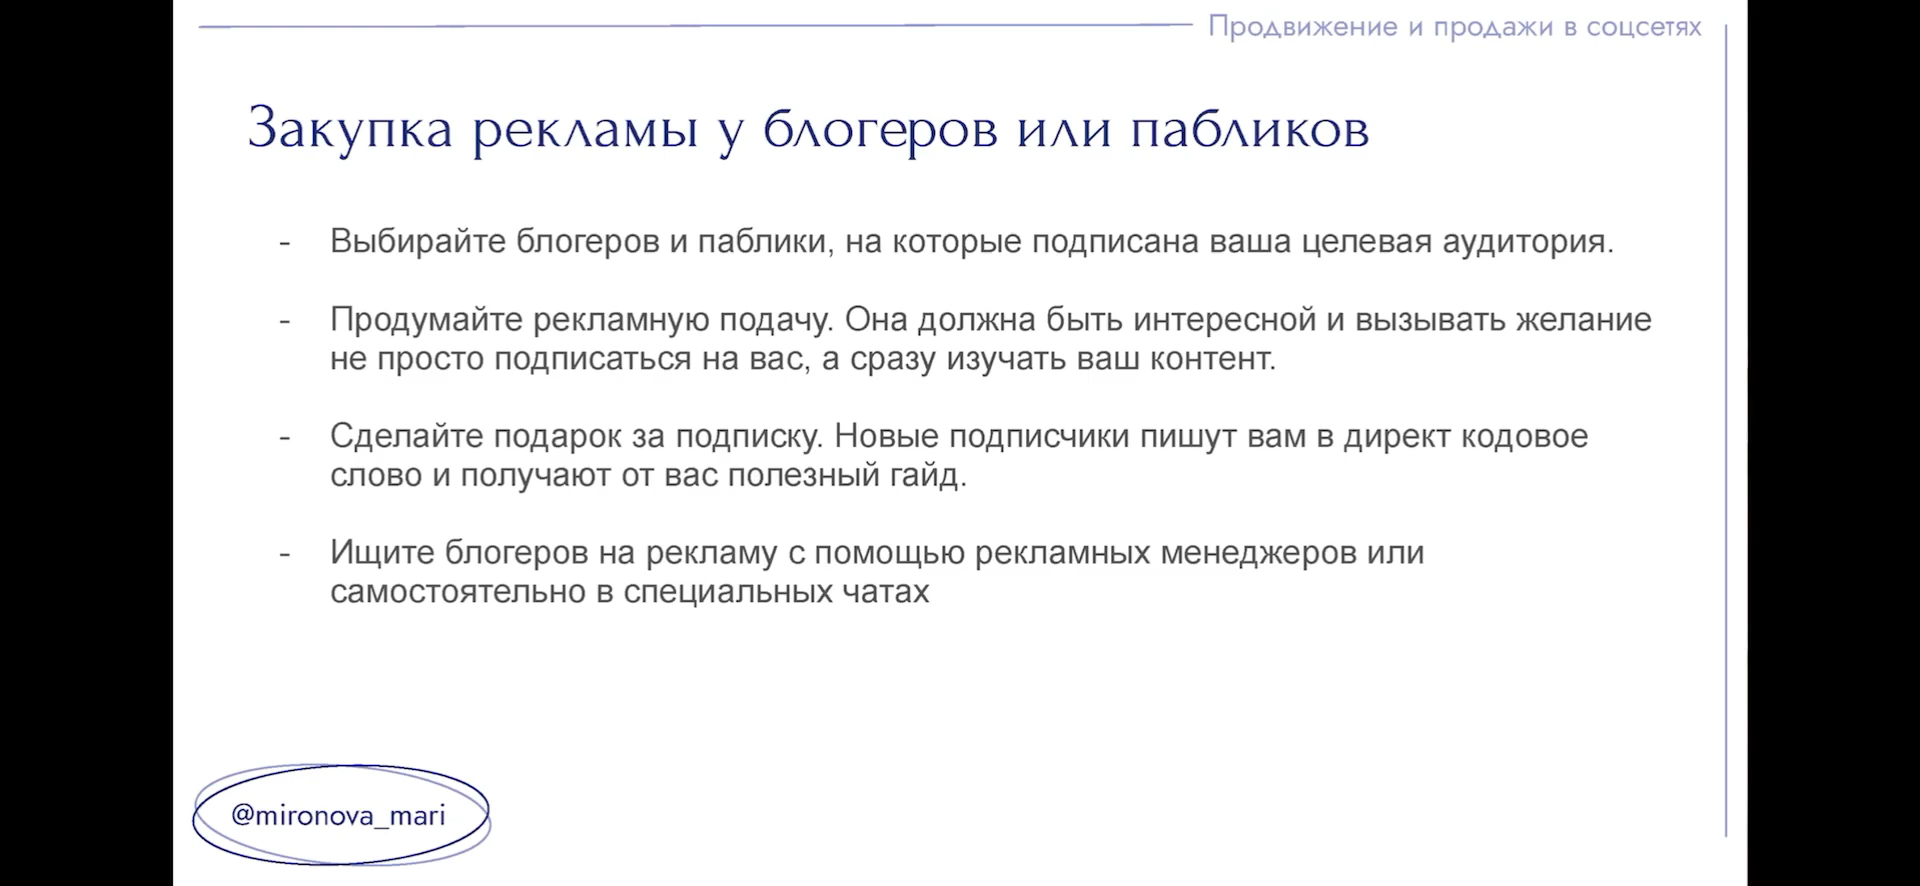 Продвижение и продажи в соцсетях
Закупка рекламы у блогеров или пабликов
- Выбирайте блогеров и паблики, на которые подписана ваша целевая аудитория.
- Продумайте рекламную подачу. Она должна быть интересной и вызывать желание
не просто подписаться на вас, а сразу изучать ваш контент.
- Сделайте подарок за подписку. Новые подписчики пишут вам в директ кодовое
слово и получают от вас полезный гайд.
- Ищите блогеров на рекламу с помощью рекламных менеджеров или
самостоятельно в специальных чатах
@mironova_mari